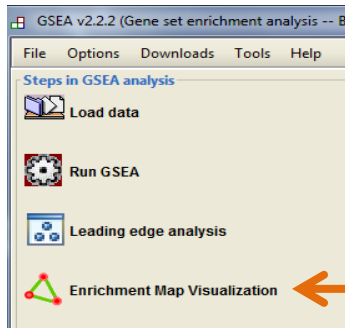 GSEA v2.2.2 (Gene set enrichment analysis -- B
File Options Downloads Tools Help
Steps in GSEA analysis
Load data
Run GSEA
Leading edge analysis
Enrichment Map Visualization